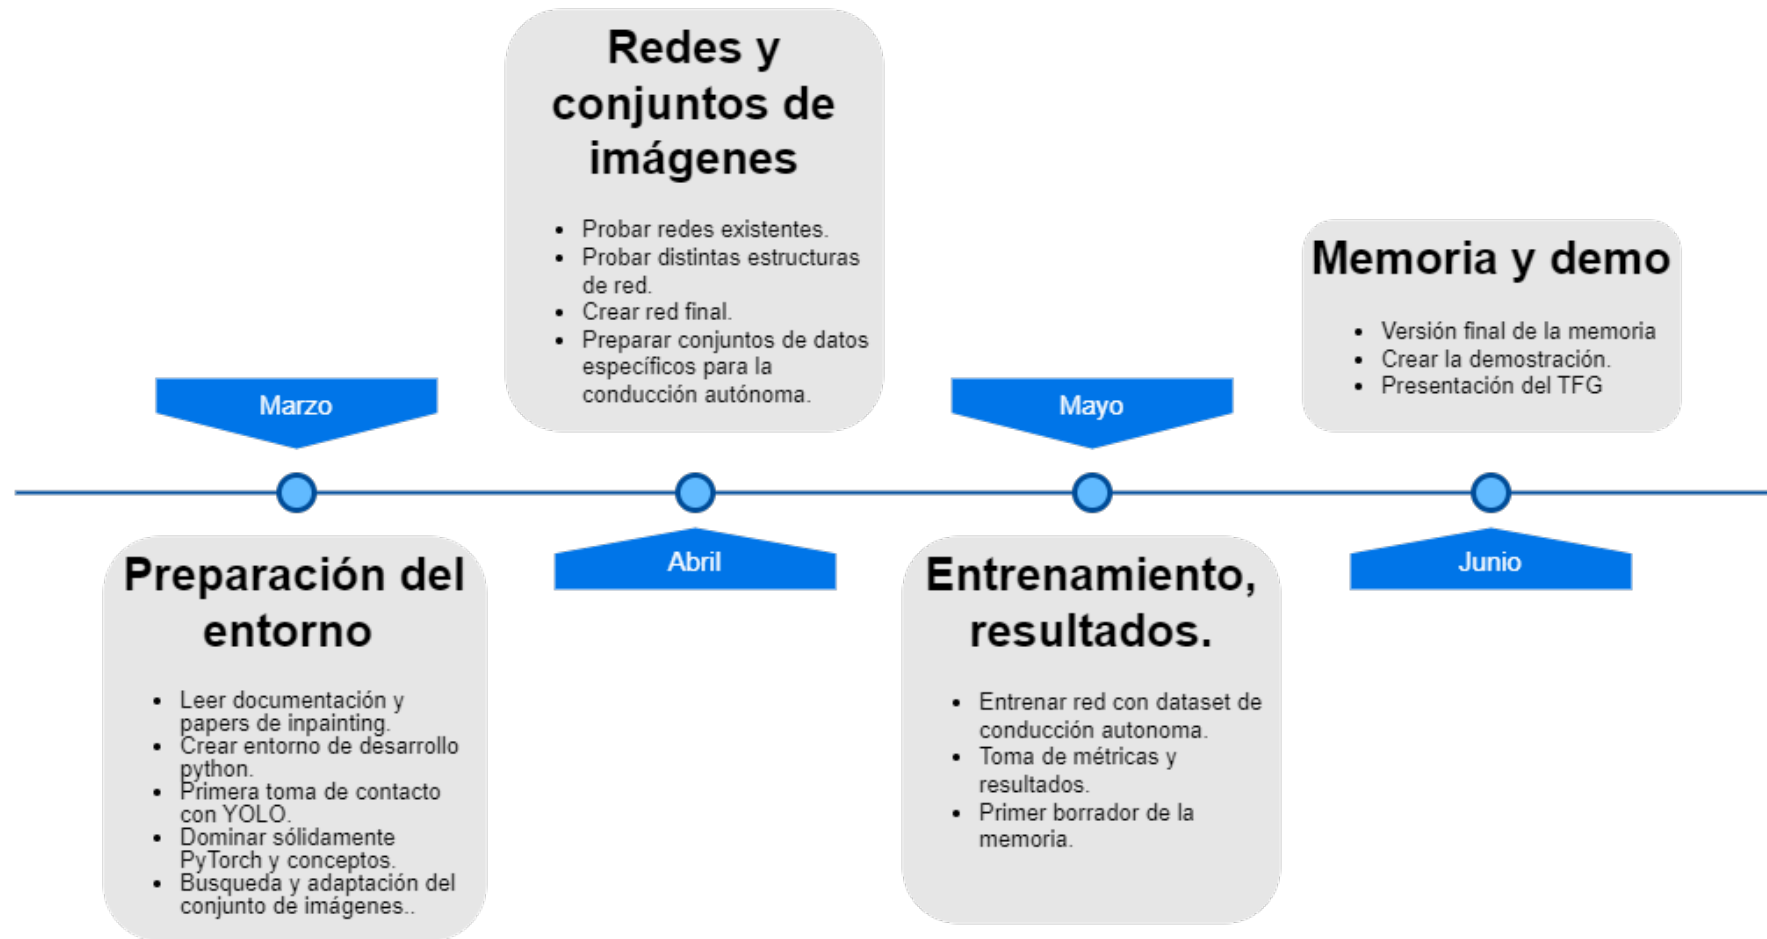 Marzo
Preparación del
entorno
• Leer documentación y
papers de inpainting.
• Crear entorno de desarrollo
python.
• Primera toma de contacto
con YOLO.
• Dominar sólidamente
PyTorch y conceptos.
• Busqueda y adaptación del
conjunto de imágenes..
Redes y
conjuntos de
imágenes
• Probar redes existentes.
• Probar distintas estructuras
de red.
• Crear red final.
• Preparar conjuntos de datos
específicos para la
conducción autónoma.
Abril
Mayo
Entrenamiento,
resultados.
• Entrenar red con dataset de
conducción autonoma.
• Toma de métricas y
resultados.
• Primer borrador de la
memoria.
Memoria y demo
• Versión final de la memoria
• Crear la demostración.
• Presentación del TFG
Junio